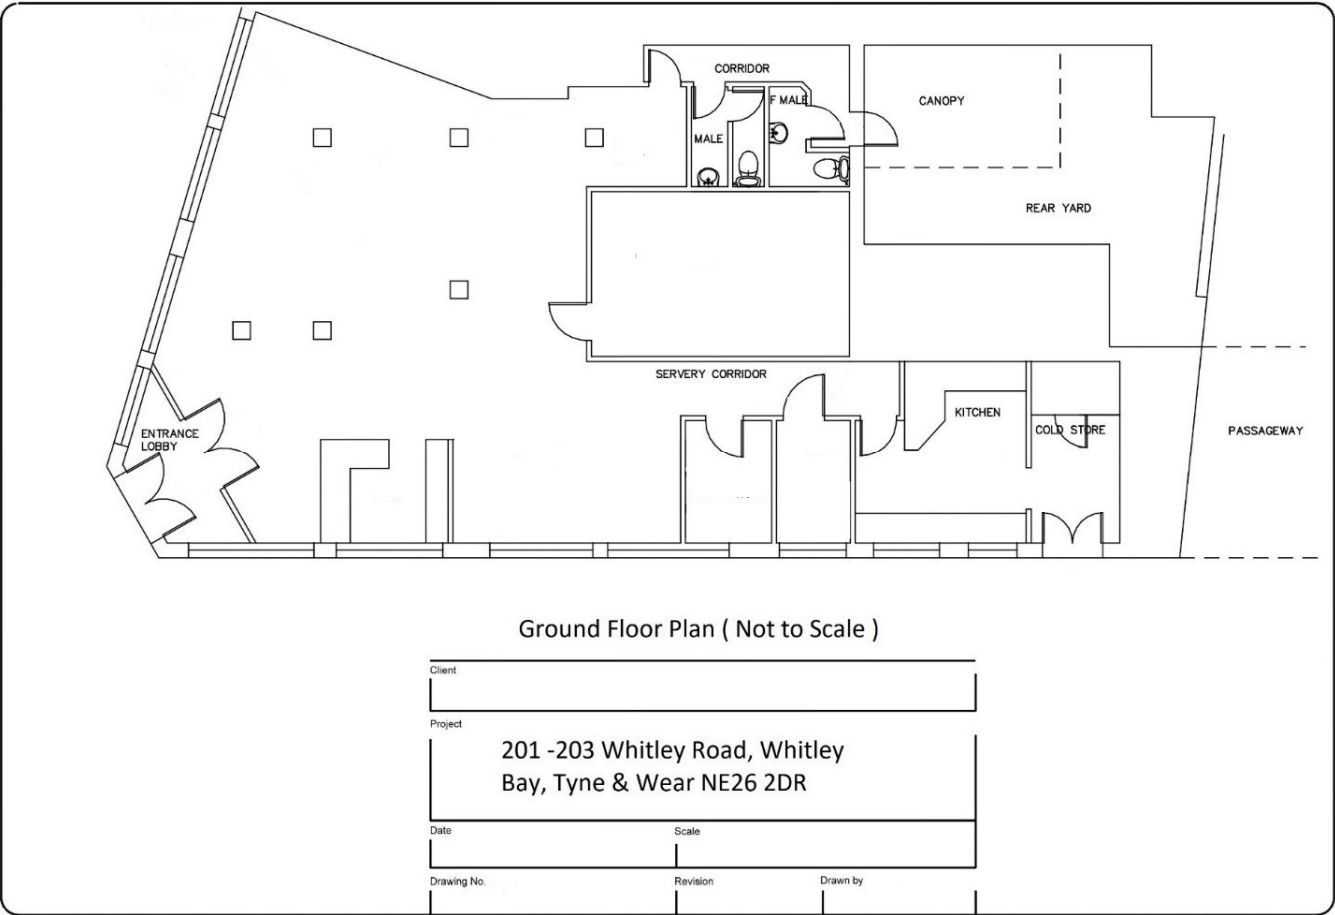 CORRIDOR
CANOPY
F MALE
MALE
REAR YARD
SERVERY CORRIDOR
KITCHEN
ENTRANCE
LOBBY
COLD STORE
PASSAGEWAY
Ground Floor Plan ( Not to Scale )
Client
Project
201 -203 Whitley Road, Whitley
Bay, Tyne & Wear NE26 2DR
Date
Scale
Drawing No.
Revision
Drawn by